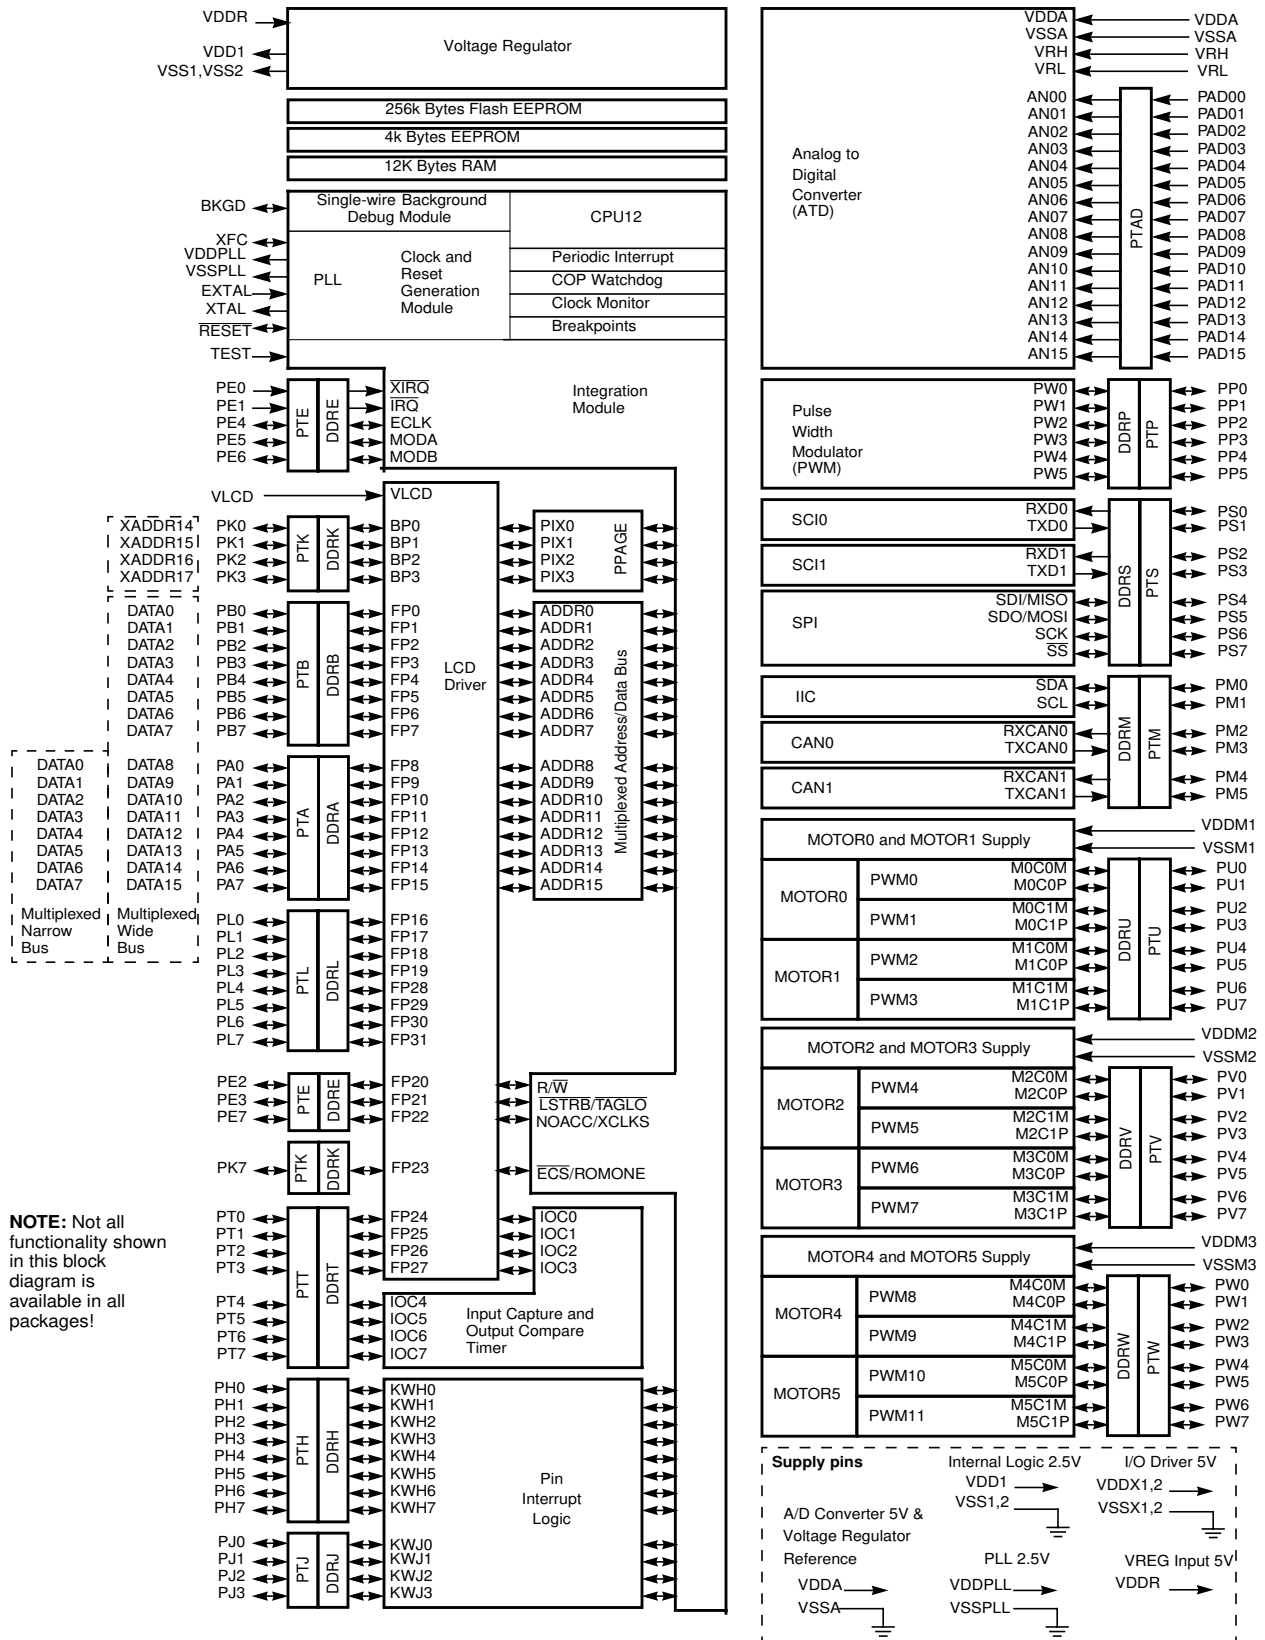 VDDR
VDD1
VSS1,VSS2
Voltage Regulator
256k Bytes Flash EEPROM
4k Bytes EEPROM
12K Bytes RAM
Single-wire Background
Debug Module
CPU12
BKGD
XFC
VDDPLL
VSSPLL
EXTAL
XTAL
RESET
TEST
PLL
Clock and
Reset
Generation
Module
Periodic Interrupt
COP Watchdog
Clock Monitor
Breakpoints
Integration
Module
PE0
PE1
PE4
PE5
PE6
PTE
DDRE
XIRQ
IRQ
ECLK
MODA
MODB
VLCD
VLCD
XADDR14
XADDR15
XADDR16
XADDR17
PK0
PK1
PK2
PK3
PTK
DDRK
BP0
BP1
BP2
BP3
PIX0
PIX1
PIX2
PIX3
PPAGE
DATA0
DATA1
DATA2
DATA3
DATA4
DATA5
DATA6
DATA7
PB0
PB1
PB2
PB3
PB4
PB5
PB6
PB7
PTB
DDRB
FP0
FP1
FP2
FP3
FP4
FP5
FP6
FP7
LCD
Driver
ADDR0
ADDR1
ADDR2
ADDR3
ADDR4
ADDR5
ADDR6
ADDR7
Multiplexed Address/Data Bus
DATA0
DATA1
DATA2
DATA3
DATA4
DATA5
DATA6
DATA7
Multiplexed
Narrow
Bus
DATA8
DATA9
DATA10
DATA11
DATA12
DATA13
DATA14
DATA15
Multiplexed
Wide
Bus
PA0
PA1
PA2
PA3
PA4
PA5
PA6
PA7
PTA
DDRA
FP8
FP9
FP10
FP11
FP12
FP13
FP14
FP15
ADDR8
ADDR9
ADDR10
ADDR11
ADDR12
ADDR13
ADDR14
ADDR15
PL0
PL1
PL2
PL3
PL4
PL5
PL6
PL7
PTL
DDRL
FP16
FP17
FP18
FP19
FP28
FP29
FP30
FP31
PE2
PE3
PE7
PTE
DDRE
FP20
FP21
FP22
R/W
LSTRB/TAGLO
NOACC/XCLKS
PK7
PTK
DDRK
FP23
ECS/ROMONE
NOTE: Not all
functionality shown
in this block
diagram is
available in all
packages!
PT0
PT1
PT2
PT3
PT4
PT5
PT6
PT7
PTT
DDRT
FP24
FP25
FP26
FP27
IOC0
IOC1
IOC2
IOC3
IOC4
IOC5
IOC6
IOC7
Input Capture and
Output Compare
Timer
PH0
PH1
PH2
PH3
PH4
PH5
PH6
PH7
PTH
DDRH
KWH0
KWH1
KWH2
KWH3
KWH4
KWH5
KWH6
KWH7
Pin
Interrupt
Logic
PJ0
PJ1
PJ2
PJ3
PTJ
DDRJ
KWJ0
KWJ1
KWJ2
KWJ3
Analog to
Digital
Converter
(ATD)
VDDA
VSSA
VRH
VRL
VDDA
VSSA
VRH
VRL
AN00
AN01
AN02
AN03
AN04
AN05
AN06
AN07
AN08
AN09
AN10
AN11
AN12
AN13
AN14
AN15
PTAD
PAD00
PAD01
PAD02
PAD03
PAD04
PAD05
PAD06
PAD07
PAD08
PAD09
PAD10
PAD11
PAD12
PAD13
PAD14
PAD15
Pulse
Width
Modulator
(PWM)
PW0
PW1
PW2
PW3
PW4
PW5
DDRP
PTP
PP0
PP1
PP2
PP3
PP4
PP5
SCI0
RXD0
TXD0
SCI1
RXD1
TXD1
SPI
SDI/MISO
SDO/MOSI
SCK
SS
DDRS
PTS
PS0
PS1
PS2
PS3
PS4
PS5
PS6
PS7
IIC
SDA
SCL
CAN0
RXCAN0
TXCAN0
CAN1
RXCAN1
TXCAN1
DDRM
PTM
PM0
PM1
PM2
PM3
PM4
PM5
MOTOR0 and MOTOR1 Supply
VDDM1
VSSM1
MOTOR0
PWM0
M0C0M
M0C0P
PWM1
M0C1M
M0C1P
MOTOR1
PWM2
M1C0M
M1C0P
PWM3
M1C1M
M1C1P
DDRU
PTU
PU0
PU1
PU2
PU3
PU4
PU5
PU6
PU7
MOTOR2 and MOTOR3 Supply
VDDM2
VSSM2
MOTOR2
PWM4
M2C0M
M2C0P
PWM5
M2C1M
M2C1P
MOTOR3
PWM6
M3C0M
M3C0P
PWM7
M3C1M
M3C1P
DDRV
PTV
PV0
PV1
PV2
PV3
PV4
PV5
PV6
PV7
MOTOR4 and MOTOR5 Supply
VDDM3
VSSM3
MOTOR4
PWM8
M4C0M
M4C0P
PWM9
M4C1M
M4C1P
MOTOR5
PWM10
M5C0M
M5C0P
PWM11
M5C1M
M5C1P
DDRW
PTW
PW0
PW1
PW2
PW3
PW4
PW5
PW6
PW7
Supply pins
Internal Logic 2.5V
VDD1
VSS1,2
I/O Driver 5V
VDDX1,2
VSSX1,2
A/D Converter 5V &
Voltage Regulator
Reference
VDDA
VSSA
PLL 2.5V
VDDPLL
VSSPLL
VREG Input 5V
VDDR